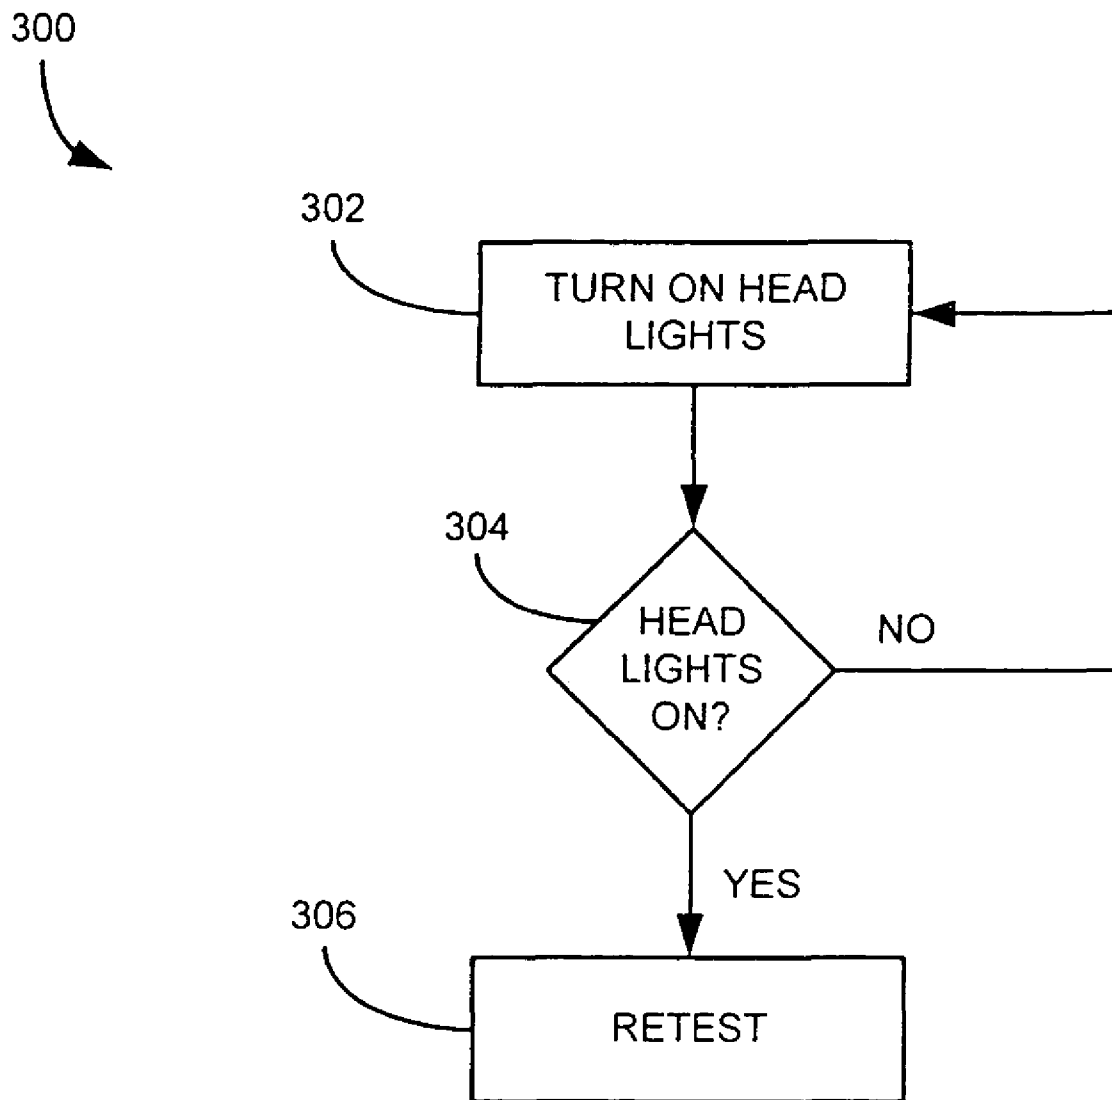 300
302
TURN ON HEAD
LIGHTS
304
HEAD
LIGHTS
ON?
NO
YES
306
RETEST